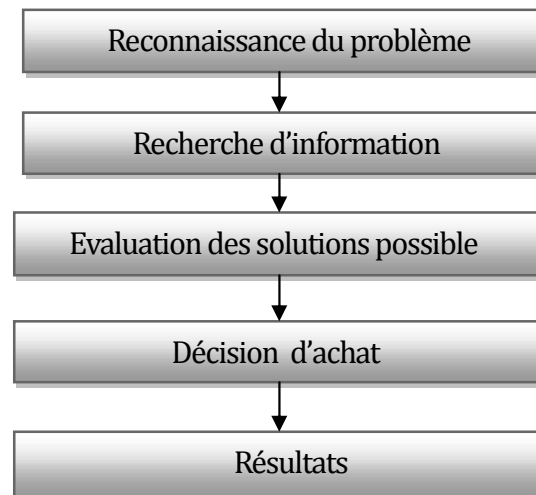 Reconnaissance du problème
Recherche d’information
Evaluation des solutions possible
Décision d’achat
Résultats